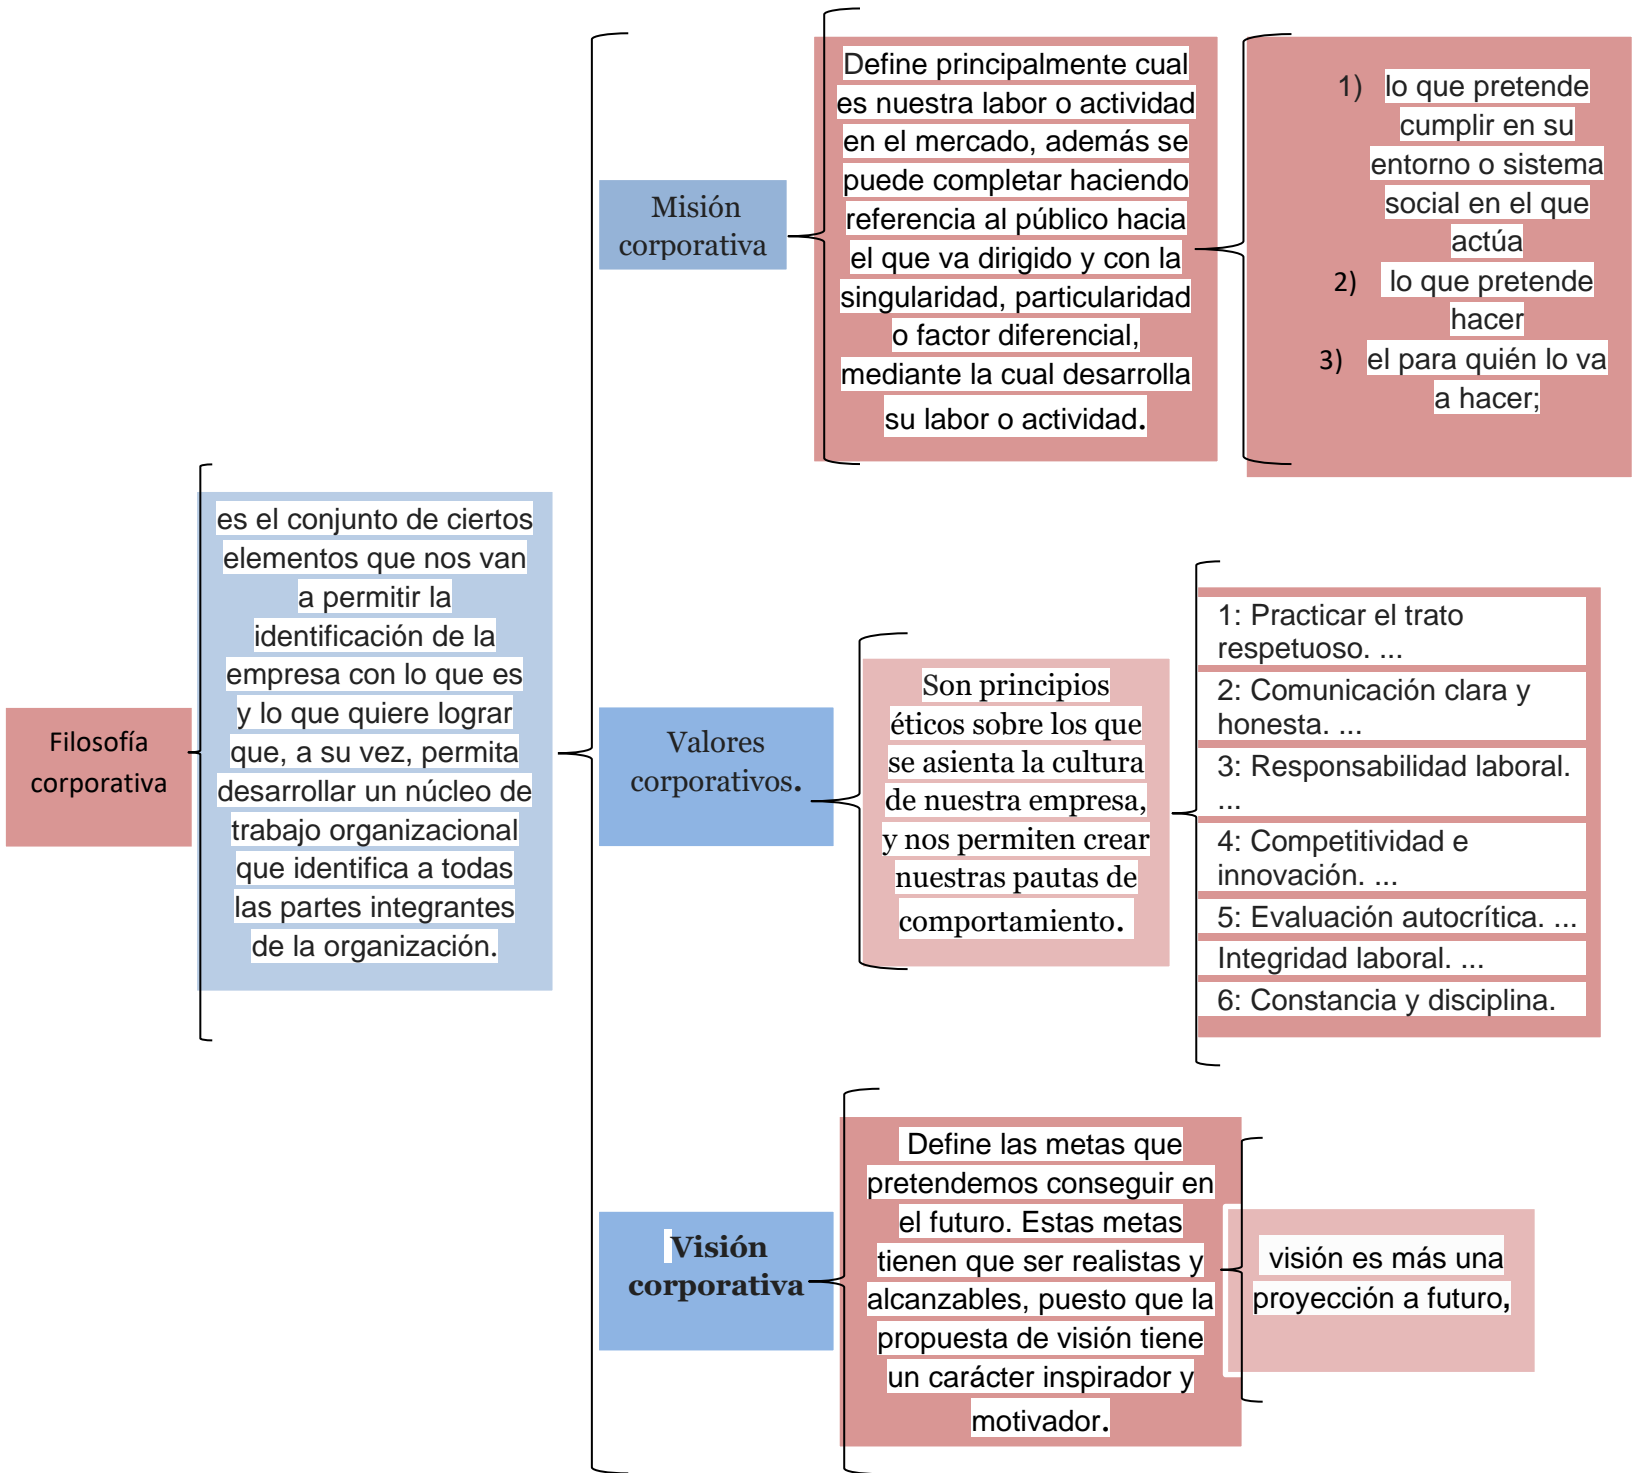 Filosofía
corporativa
es el conjunto de ciertos
elementos que nos van
a permitir la
identificación de la
empresa con lo que es
y lo que quiere lograr
que, a su vez, permita
desarrollar un núcleo de
trabajo organizacional
que identifica a todas
las partes integrantes
de la organización.
Misión
corporativa
Define principalmente cual
es nuestra labor o actividad
en el mercado, además se
puede completar haciendo
referencia al público hacia
el que va dirigido y con la
singularidad, particularidad
o factor diferencial,
mediante la cual desarrolla
su labor o actividad.
1) lo que pretende
cumplir en su
entorno o sistema
social en el que
actúa
2) lo que pretende
hacer
3) el para quién lo va
a hacer;
Valores
corporativos.
Son principios
éticos sobre los que
se asienta la cultura
de nuestra empresa,
y nos permiten crear
nuestras pautas de
comportamiento.
1: Practicar el trato
respetuoso. ...
2: Comunicación clara y
honesta. ...
3: Responsabilidad laboral.
...
4: Competitividad e
innovación. ...
5: Evaluación autocrítica. ...
Integridad laboral. ...
6: Constancia y disciplina.
Visión
corporativa
Define las metas que
pretendemos conseguir en
el futuro. Estas metas
tienen que ser realistas y
alcanzables, puesto que la
propuesta de visión tiene
un carácter inspirador y
motivador.
visión es más una
proyección a futuro,